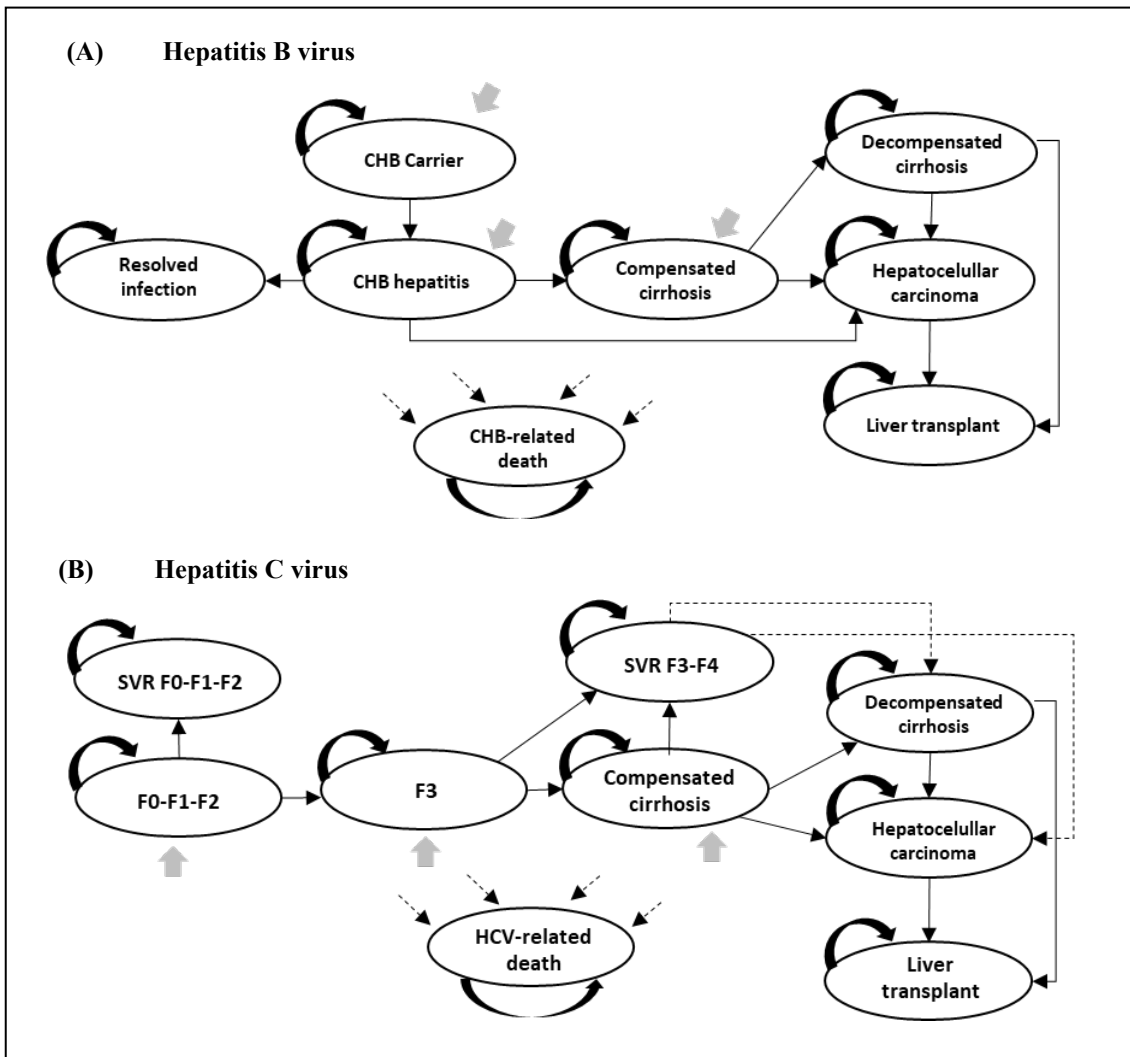 (A) Hepatitis B virus
CHB Carrier
Decompensated
cirrhosis
Resolved
infection
CHB hepatitis
Compensated
cirrhosis
Hepatocelullar
carcinoma
CHB-related
death
Liver transplant
(B) Hepatitis C virus
SVR F0-F1-F2
SVR F3-F4
Decompensated
cirrhosis
F0-F1-F2
F3
Compensated
cirrhosis
Hepatocelullar
carcinoma
HCV-related
death
Liver
transplant